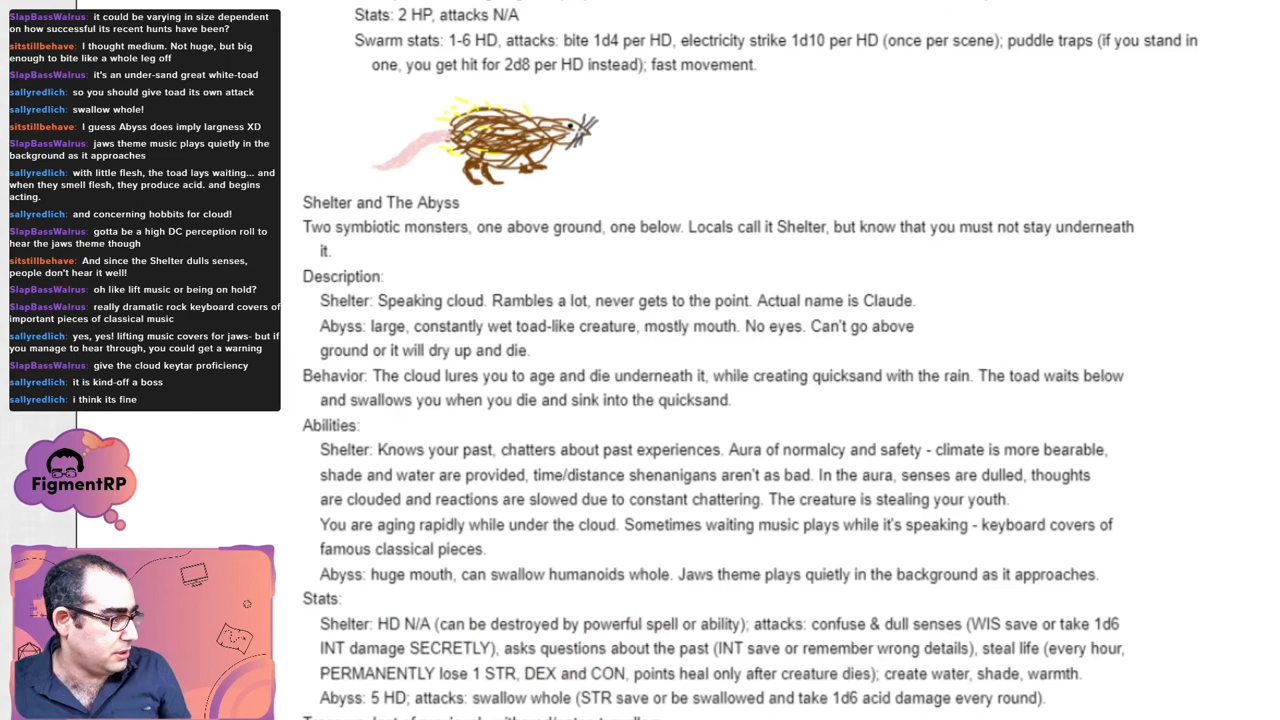 SlapBassWalrus: it could be varying in size dependent
on how successful its recent hunts have been?
sitstillbehave: I thought medium. Not huge, but big
enough to bite like a whole leg off
SlapBassWalrus: it's an under-sand great white-toad
sallyredlich: so you should give toad its own attack
sallyredlich: swallow whole!
sitstillbehave: I guess Abyss does imply largness XD
SlapBassWalrus: jaws theme music plays quietly in the
background as it approaches
sallyredlich: with little flesh, the toad lays waiting... and
when they smell flesh, they produce acid. and begins
acting.
sallyredlich: and concerning hobbits for cloud!
SlapBassWalrus: gotta be a high DC perception roll to
hear the jaws theme though
sitstillbehave: And since the Shelter dulls senses,
people don't hear it well!
SlapBassWalrus: oh like lift music or being on hold?
SlapBassWalrus: really dramatic rock keyboard covers of
important pieces of classical music
sallyredlich: yes, yes! lifting music covers for jaws- but if
you manage to hear through, you could get a warning
SlapBassWalrus: give the cloud keytar proficiency
sallyredlich: it is kind-off a boss
sallyredlich: i think its fine
FigmentRP
Stats: 2 HP, attacks N/A
Swarm stats: 1-6 HD, attacks: bite 1d4 per HD, electricity strike 1d10 per HD (once per scene); puddle traps (if you stand in
one, you get hit for 2d8 per HD instead); fast movement.
Shelter and The Abyss
Two symbiotic monsters, one above ground, one below. Locals call it Shelter, but know that you must not stay underneath
it.
Description:
Shelter: Speaking cloud. Rambles a lot, never gets to the point. Actual name is Claude.
Abyss: large, constantly wet toad-like creature, mostly mouth. No eyes. Can't go above
ground or it will dry up and die.
Behavior: The cloud lures you to age and die underneath it, while creating quicksand with the rain. The toad waits below
and swallows you when you die and sink into the quicksand.
Abilities:
Shelter: Knows your past, chatters about past experiences. Aura of normalcy and safety - climate is more bearable,
shade and water are provided, time/distance shenanigans aren't as bad. In the aura, senses are dulled, thoughts
are clouded and reactions are slowed due to constant chattering. The creature is stealing your youth.
You are aging rapidly while under the cloud. Sometimes waiting music plays while it's speaking - keyboard covers of
famous classical pieces.
Abyss: huge mouth, can swallow humanoids whole. Jaws theme plays quietly in the background as it approaches.
Stats:
Shelter: HD N/A (can be destroyed by powerful spell or ability); attacks: confuse & dull senses (WIS save or take 1d6
INT damage SECRETLY), asks questions about the past (INT save or remember wrong details), steal life (every hour,
PERMANENTLY lose 1 STR, DEX and CON, points heal only after creature dies); create water, shade, warmth.
Abyss: 5 HD; attacks: swallow whole (STR save or be swallowed and take 1d6 acid damage every round).